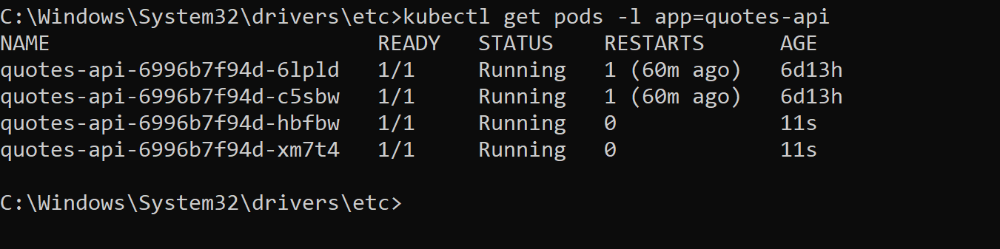 C:\Windows\System32\drivers\etc>kubectl get pods -l app=quotes-api
NAME READY STATUS RESTARTS AGE
quotes-api-6996b7f94d-6lpld 1/1 Running 1 (60m ago) 6d13h
quotes-api-6996b7f94d-c5sbw 1/1 Running 1 (60m ago) 6d13h
quotes-api-6996b7f94d-hbfbw 1/1 Running 0 11s
quotes-api-6996b7f94d-xm7t4 1/1 Running 0 11s
C:\Windows\System32\drivers\etc>